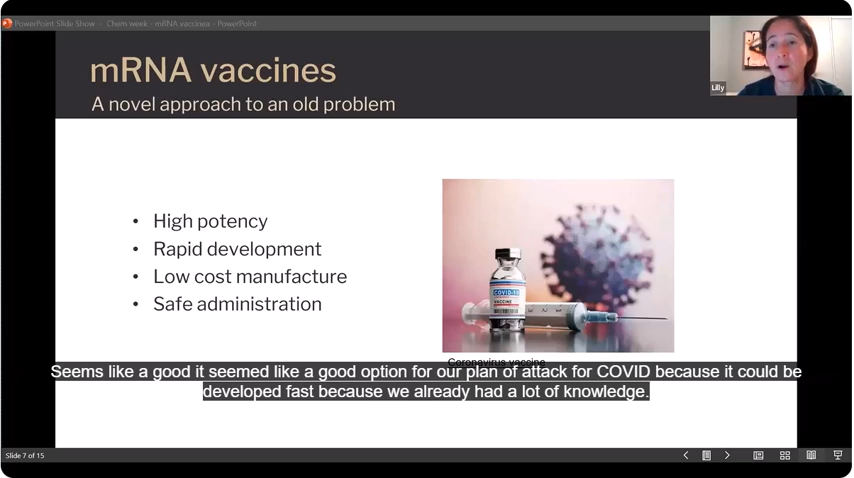 PowerPoint Slide Show - Chem week - mRNA vaccines - PowerPoint
Lilly
mRNA vaccines
A novel approach to an old problem
• High potency
• Rapid development
• Low cost manufacture
• Safe administration
COVID-19
VACCINE
Coronavirus vaccine
Seems like a good it seemed like a good option for our plan of attack for COVID because it could be
developed fast because we already had a lot of knowledge.
Slide 7 of 15